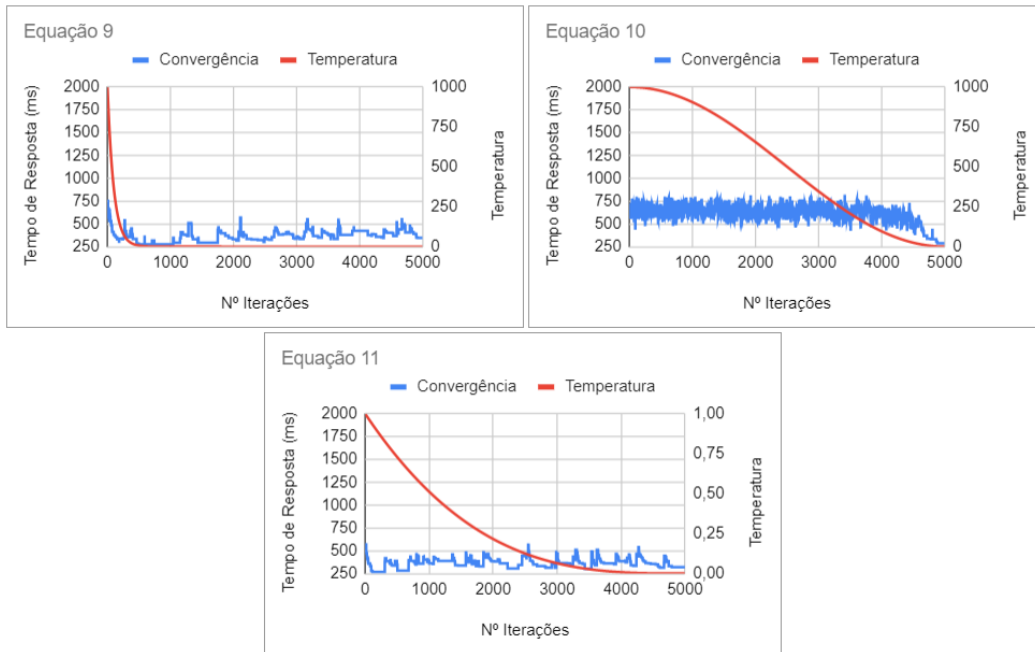 Equação 9
Convergência Temperatura
Tempo de Resposta (ms)
2000
1750
1500
1250
1000
750
500
250
1000
750
500
250
0
Temperatura
0 1000 2000 3000 4000 5000
Nº Iterações
Equação 10
Convergência Temperatura
Tempo de Resposta (ms)
2000
1750
1500
1250
1000
750
500
250
1000
750
500
250
0
Temperatura
0 1000 2000 3000 4000 5000
Nº Iterações
Equação 11
Convergência Temperatura
Tempo de Resposta (ms)
2000
1750
1500
1250
1000
750
500
250
1,00
0,75
0,50
0,25
0,00
Temperatura
0 1000 2000 3000 4000 5000
Nº Iterações